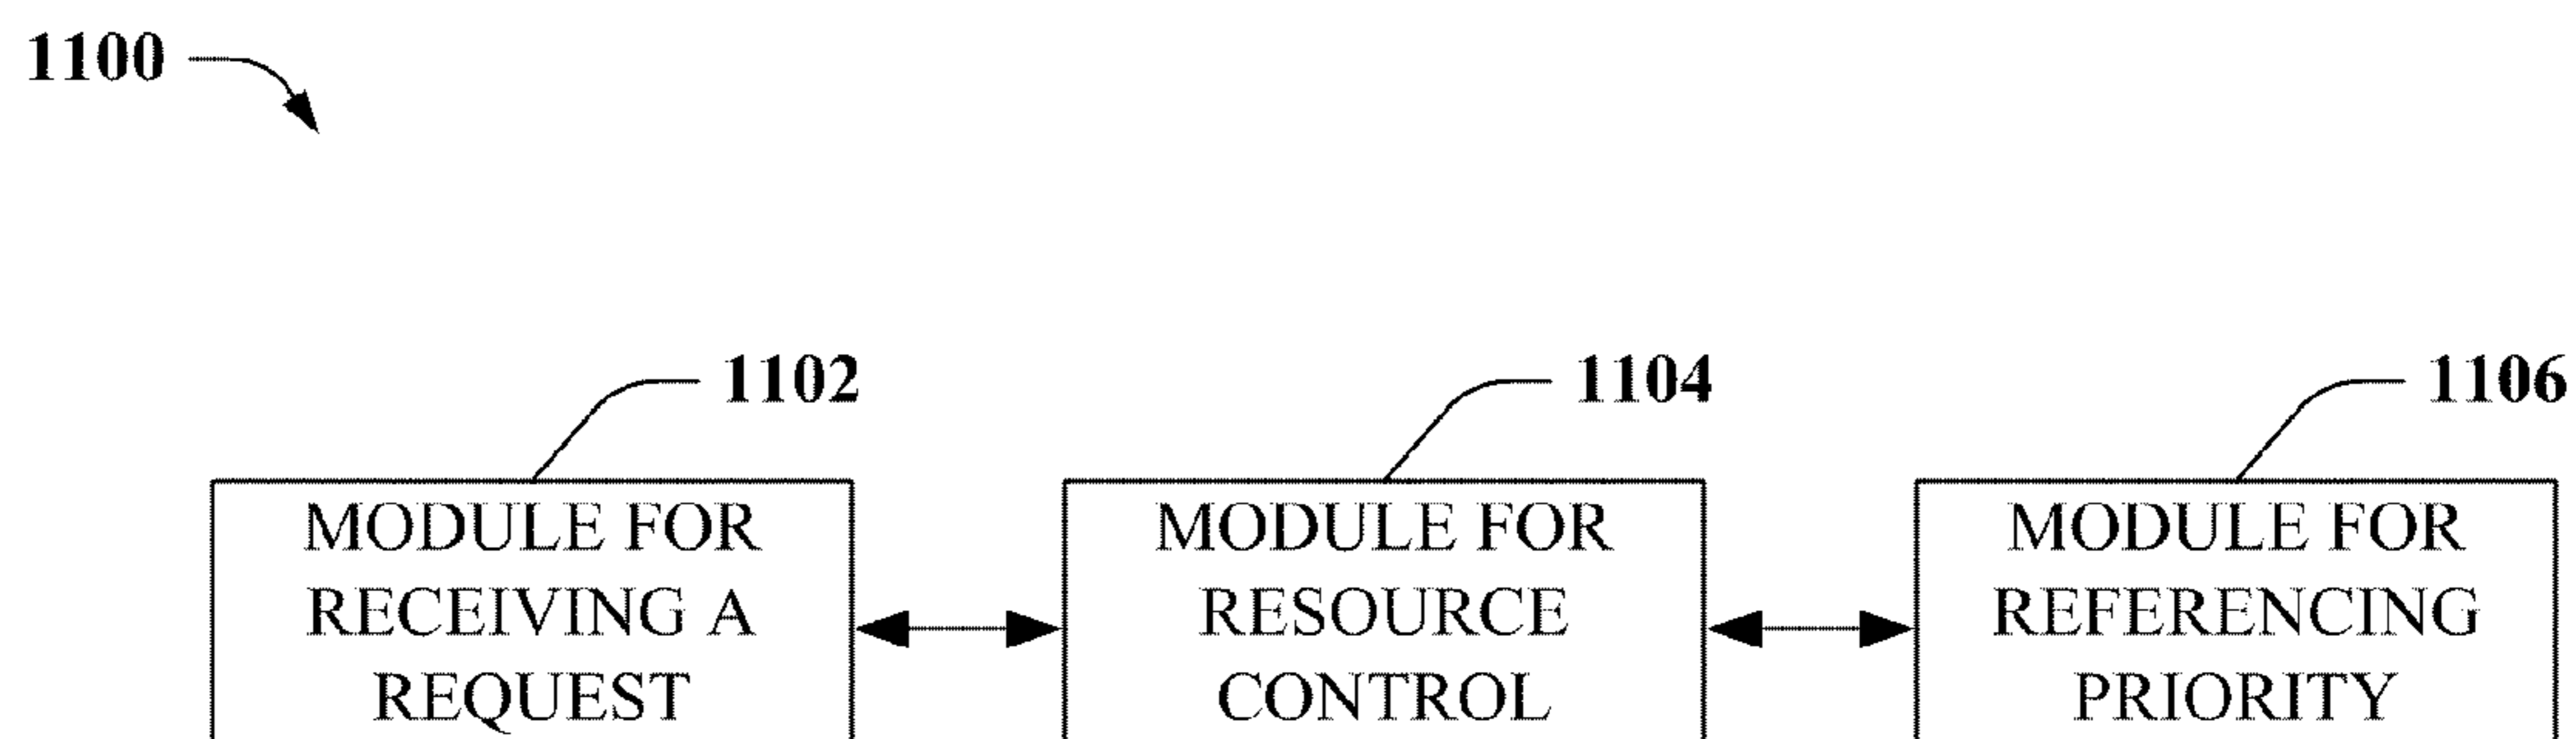 1100
1102
1104
1106
MODULE FOR
RECEIVING A
REQUEST
MODULE FOR
RESOURCE
CONTROL
MODULE FOR
REFERENCING
PRIORITY